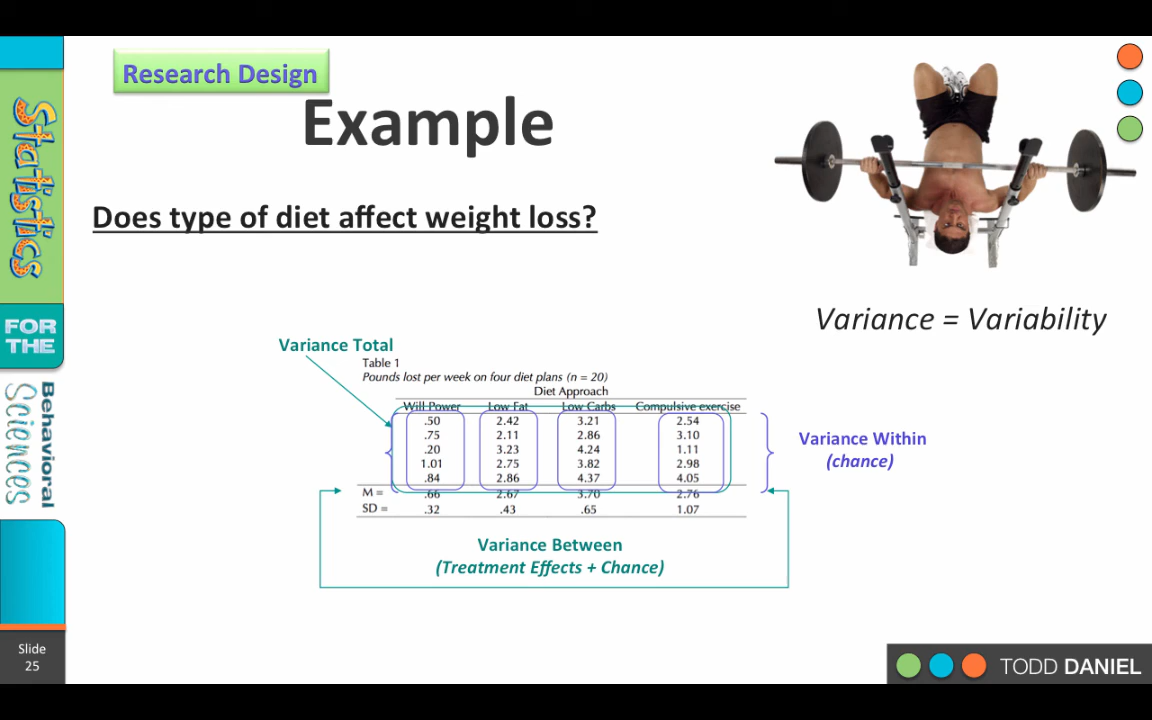 Research Design
Example
Statistics
FOR
THE
Behavioral
Sciences
Does type of diet affect weight loss?
Variance = Variability
Variance Total
Table 1
Pounds lost per week on four diet plans (n = 20)
Diet Approach
Will Power Low Fat Low Carbs Compulsive exercise
.50 2.42 3.21 2.54
.75 2.11 2.86 3.10
.20 3.23 4.24 1.11
1.01 2.75 3.82 2.98
.84 2.86 4.37 4.05
M = .66 2.67 3.70 2.76
SD = .32 .43 .65 1.07
Variance Within
(chance)
Variance Between
(Treatment Effects + Chance)
Slide
25
TODD DANIEL